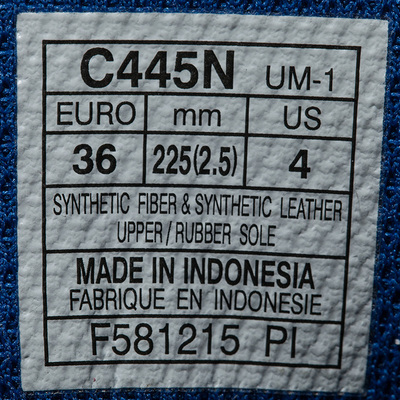 C445N UM-1
EURO mm US
36 225(2.5) 4
SYNTHETIC FIBER & SYNTHETIC LEATHER
UPPER/RUBBER SOLE
MADE IN INDONESIA
FABRIQUE EN INDONESIE
F581215 PI